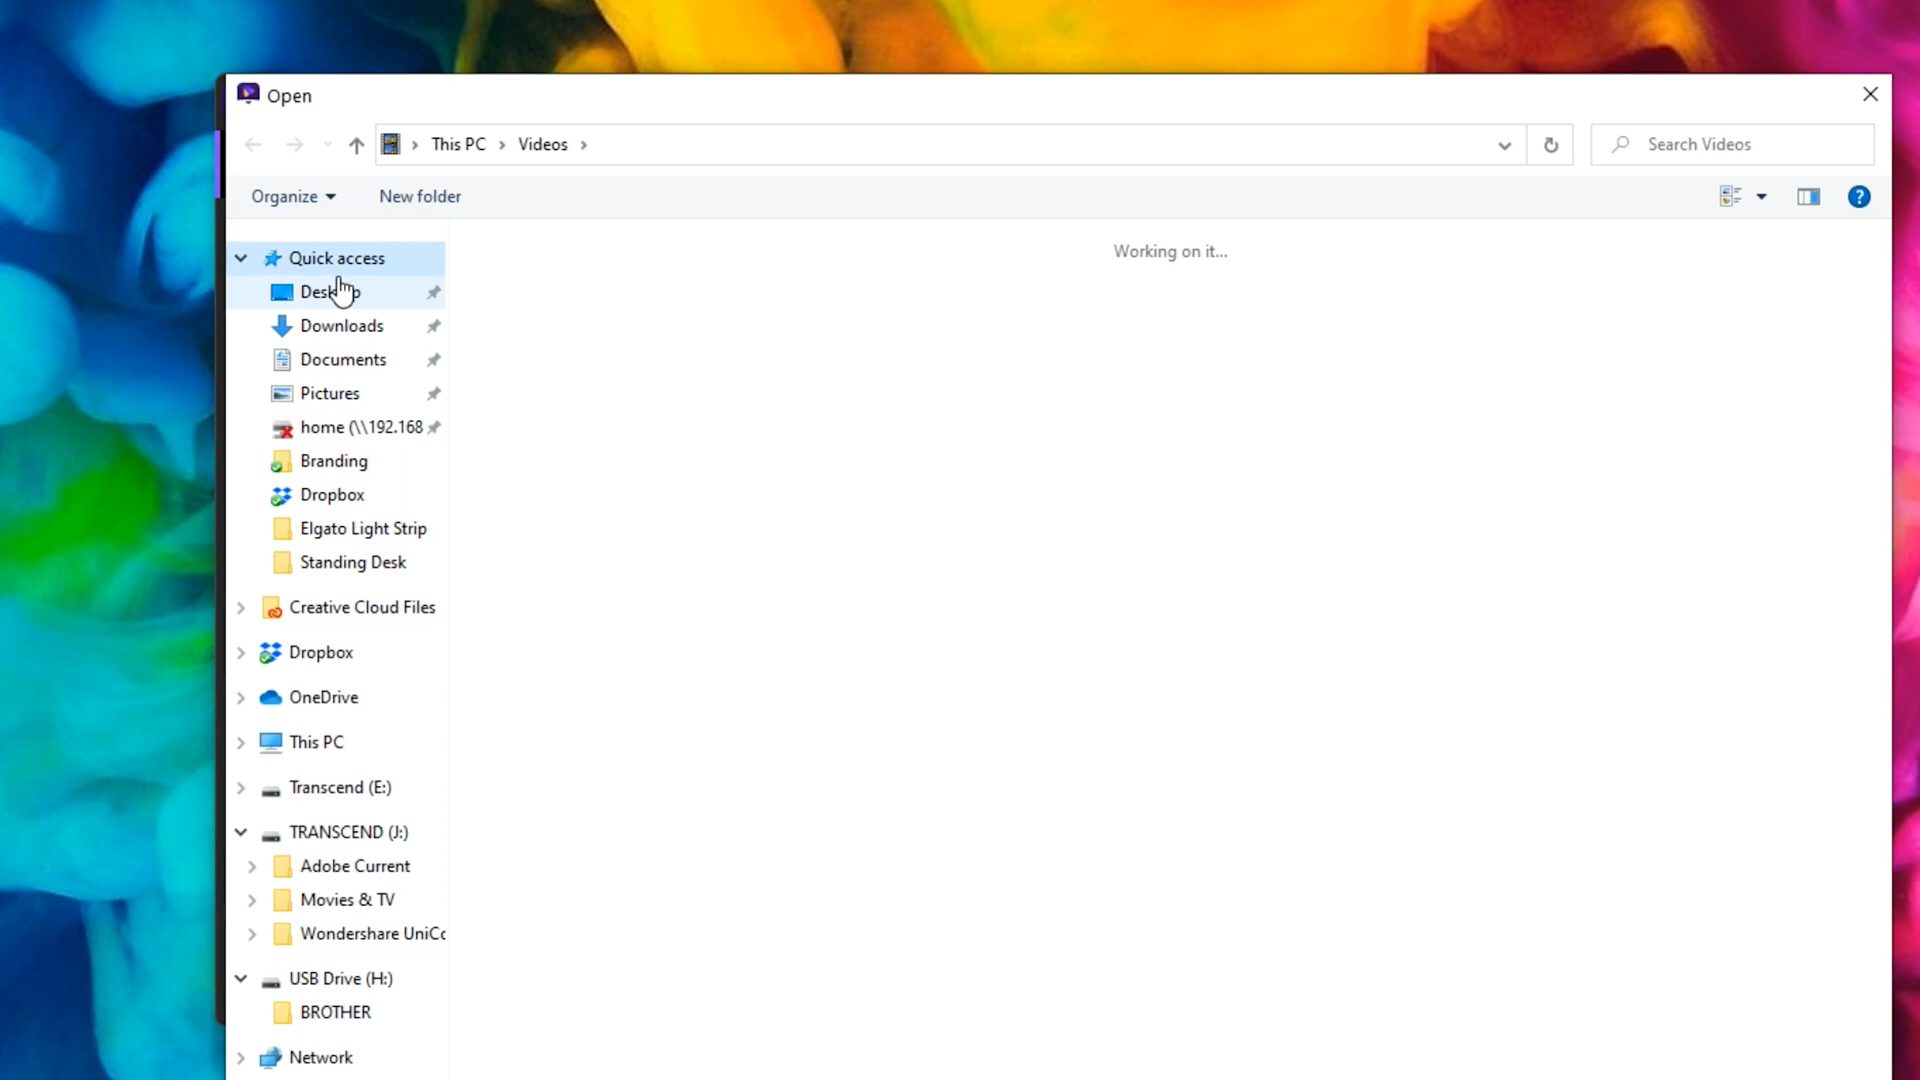 Open
This PC
Videos
Search Videos
Organize
New folder
?
Quick access
Working on it...
Downloads
Documents
Pictures
home (\\192.168
Branding
Dropbox
Elgato Light Strip
Standing Desk
Creative Cloud Files
Dropbox
OneDrive
This PC
Transcend (E:)
TRANSCEND (J:)
Adobe Current
Movies & TV
Wondershare UniCo
USB Drive (H:)
BROTHER
Network